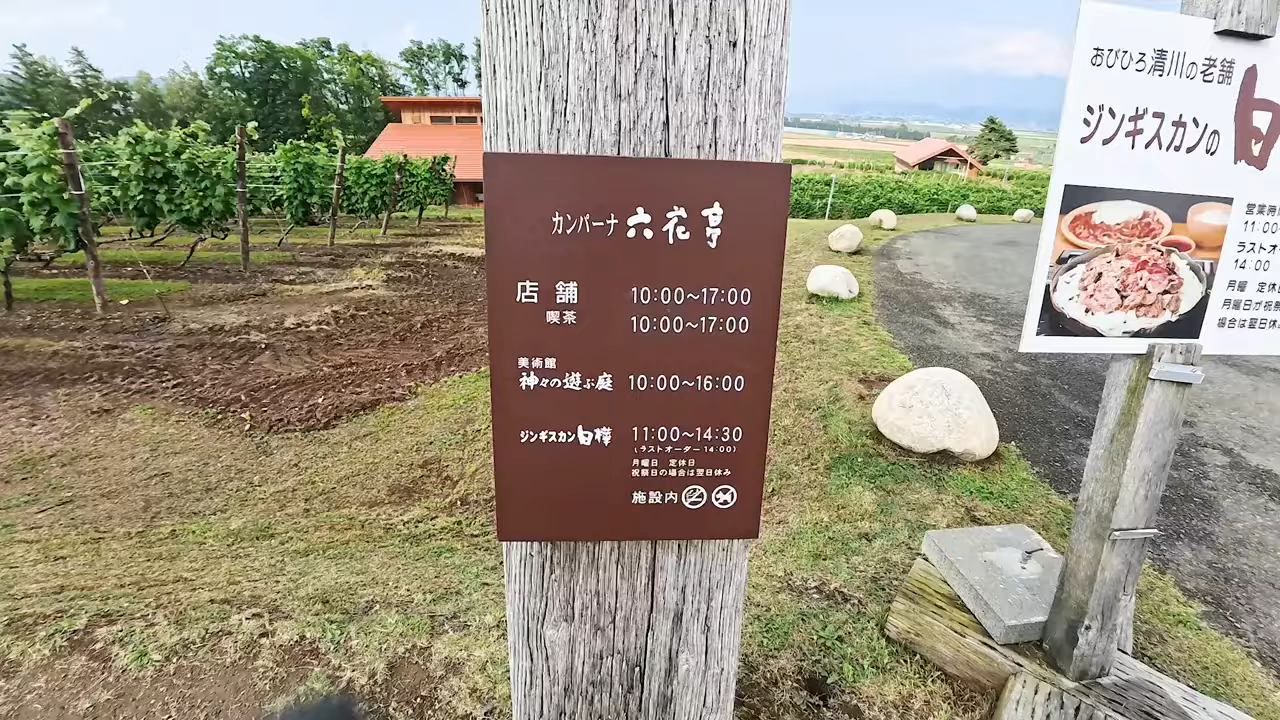 カンパーナ 六花亭
店舗 10:00~17:00
喫茶 10:00~17:00
美術館
神々の遊ぶ庭 10:00~16:00
ジンギスカン白樺 11:00~14:30
(ラストオーダー 14:00)
月曜日 定休日
祝祭日の場合は翌日休み
施設内
おびひろ清川の老舗
ジンギスカンの白
営業時
11:00
ラストオー
14:00
月曜 定休
月曜日が祝
場合は翌日休